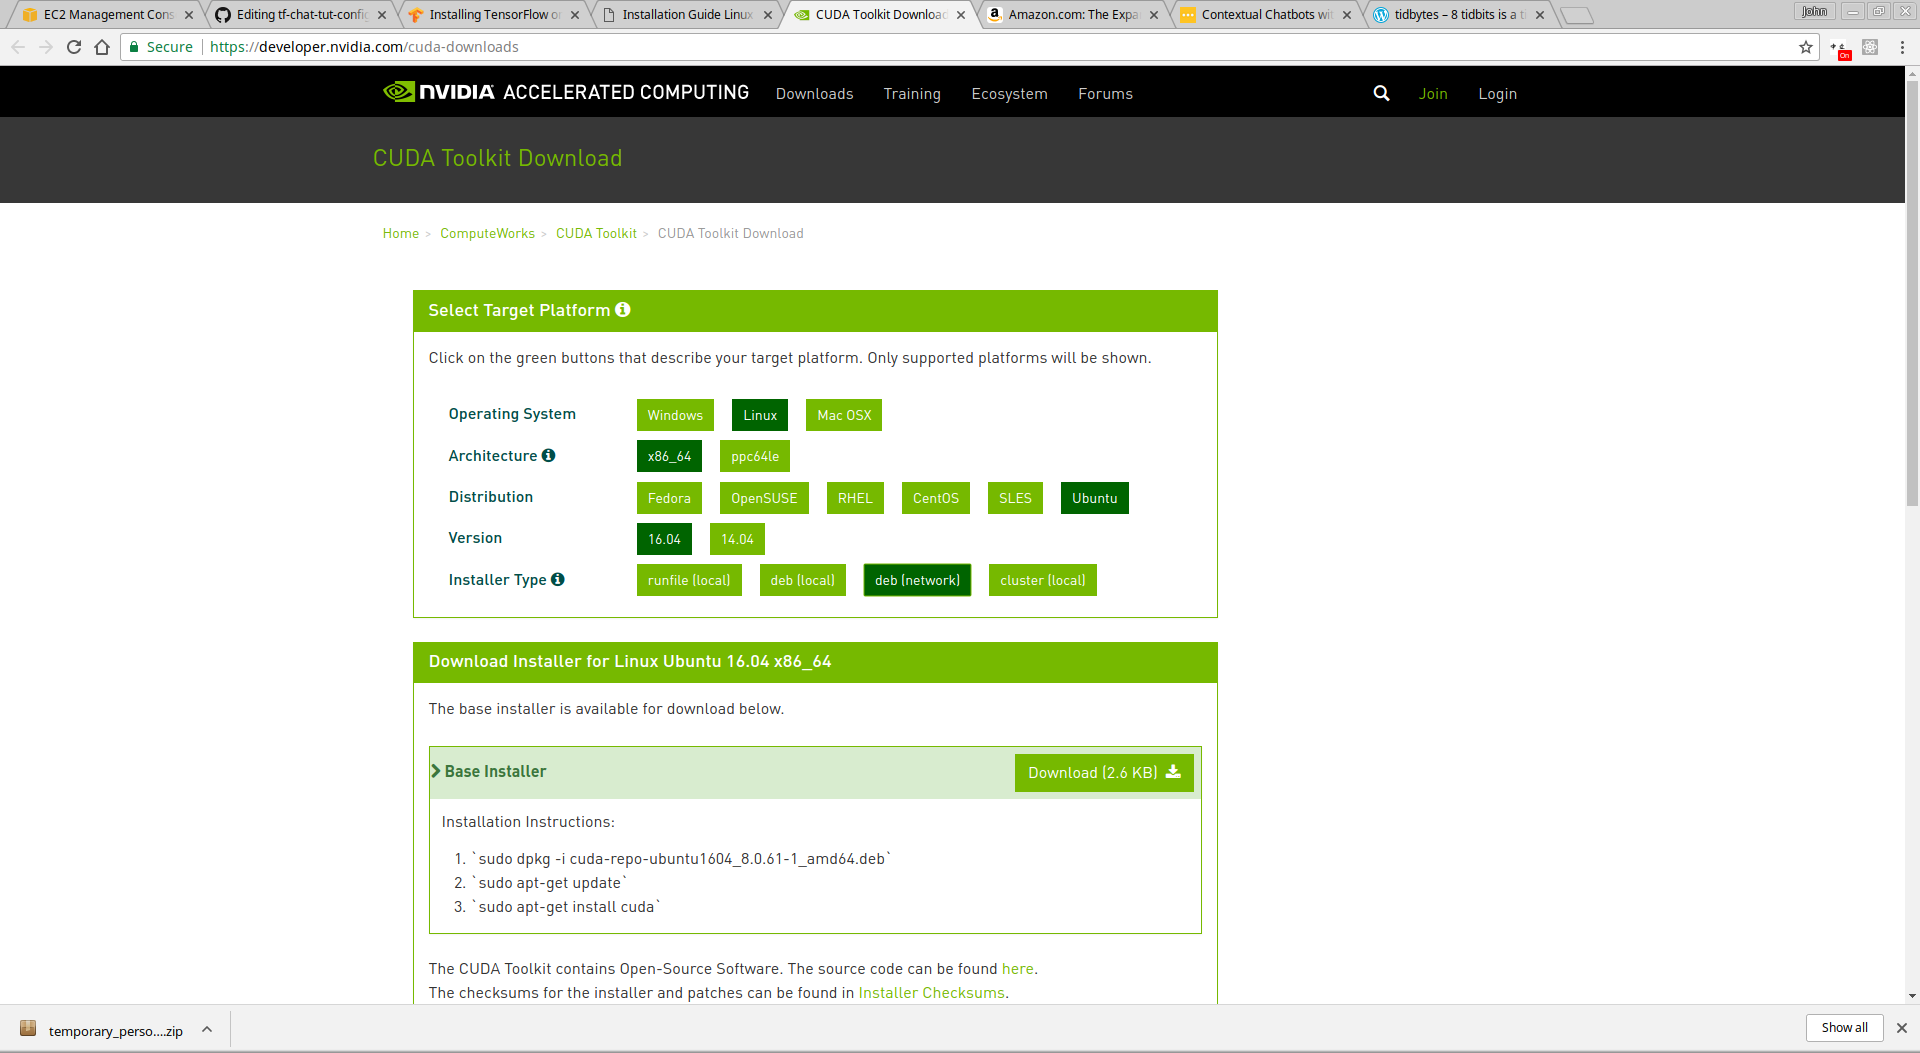 EC2 Management Cons
Editing tf-chat-tut-config
Installing TensorFlow on
Installation Guide Linux
CUDA Toolkit Download
Amazon.com: The Expa
Contextual Chatbots wit
tidbytes – 8 tidbits is a ti
John
Secure
https://developer.nvidia.com/cuda-downloads
On
NVIDIA ACCELERATED COMPUTING
Downloads
Training
Ecosystem
Forums
Join
Login
CUDA Toolkit Download
Home > ComputeWorks > CUDA Toolkit > CUDA Toolkit Download
Select Target Platform
Click on the green buttons that describe your target platform. Only supported platforms will be shown.
Operating System Windows Linux Mac OSX
Architecture x86_64 ppc64le
Distribution Fedora OpenSUSE RHEL CentOS SLES Ubuntu
Version 16.04 14.04
Installer Type runfile (local) deb (local) deb (network) cluster (local)
Download Installer for Linux Ubuntu 16.04 x86_64
The base installer is available for download below.
Base Installer
Download (2.6 KB)
Installation Instructions:
1. `sudo dpkg -i cuda-repo-ubuntu1604_8.0.61-1_amd64.deb`
2. `sudo apt-get update`
3. `sudo apt-get install cuda`
The CUDA Toolkit contains Open-Source Software. The source code can be found here.
The checksums for the installer and patches can be found in Installer Checksums.
temporary_perso....zip
Show all